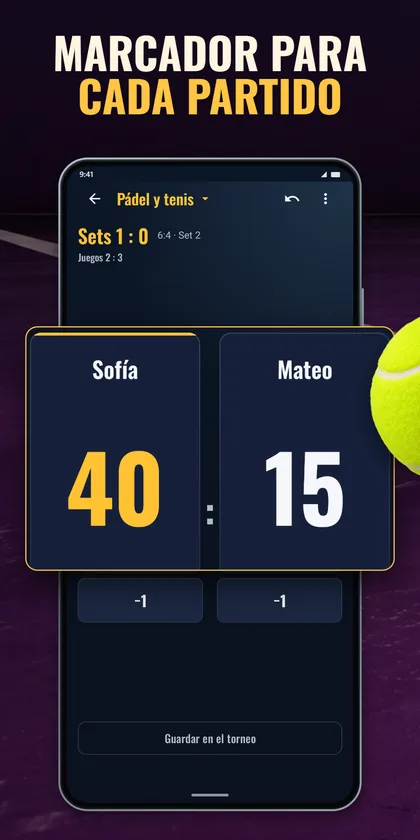 MARCADOR PARA
CADA PARTIDO
9:41
Pádel y tenis
Sets 1 : 0 6:4 · Set 2
Juegos 2 : 3
Sofía
Mateo
40 : 15
-1
-1
Guardar en el torneo